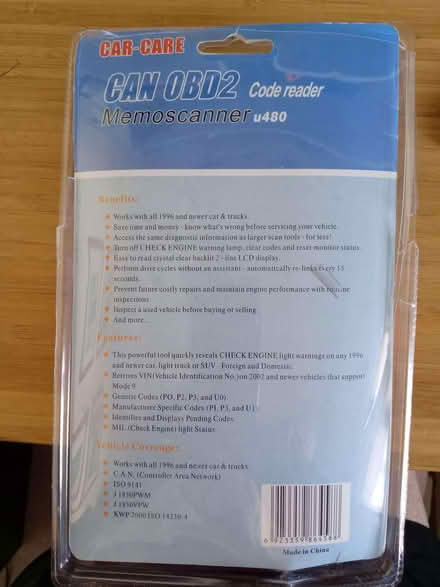 CAR-CARE
CAN OBD2 Code reader
Memoscanner u480
Benefits:
Works with all 1996 and newer car & trucks.
Save time and money - know what's wrong before servicing your vehicle.
Access the same diagnostic information as larger scan tools - for less!
Turn off CHECK ENGINE warning lamp, clear codes and reset monitor status.
Easy to read crystal clear backlit 2 - line LCD display.
Perform drive cycles without an assistant - automatically re-links every 15
seconds.
Prevent future costly repairs and maintain engine performance with routine
inspections.
Inspect a used vehicle before buying or selling
And more...
Features:
This powerful tool quickly reveals CHECK ENGINE light warnings on any 1996
and newer car, light truck or SUV - Foreign and Domestic.
Retrives VIN(Vehicle Identification No.)on 2002 and newer vehicles that support
Mode 9
Generic Codes (PO, P2, P3, and U0)
Manufacturer Specific Codes (P1, P3, and U1)
Identifies and Displays Pending Codes
MIL (Check Engine) light Status
Vehicle Coverage:
Works with all 1996 and newer car & trucks
C.A.N. (Controller Area Network)
ISO 9141
J 1850PWM
J 1850VPW
KWP 2000 ISO 14230-4
Made in China